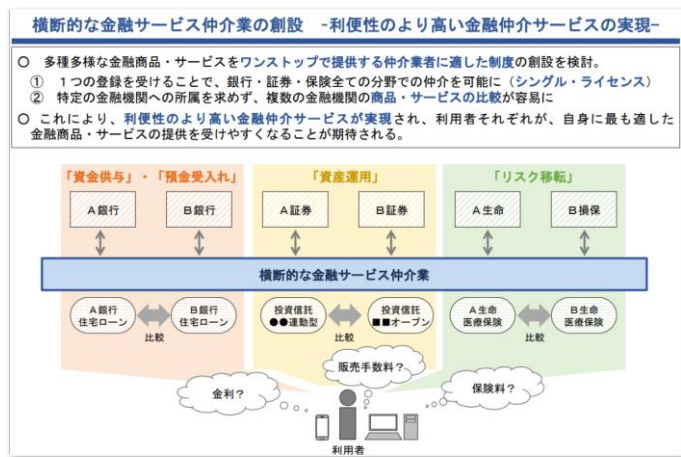 横断的な金融サービス仲介業の創設 -利便性のより高い金融仲介サービスの実現-
○ 多種多様な金融商品・サービスをワンストップで提供する仲介業者に適した制度の創設を検討。
① 1つの登録を受けることで、銀行・証券・保険全ての分野での仲介を可能に（シングル・ライセンス）
② 特定の金融機関への所属を求めず、複数の金融機関の商品・サービスの比較が容易に
○ これにより、利便性のより高い金融仲介サービスが実現され、利用者それぞれが、自身に最も適した
金融商品・サービスの提供を受けやすくなることが期待される。
「資金供与」・「預金受入れ」 「資産運用」 「リスク移転」
A銀行 B銀行 A証券 B証券 A生命 B損保
横断的な金融サービス仲介業
A銀行
住宅ローン
B銀行
住宅ローン
投資信託
●●連動型
投資信託
■■オープン
A生命
医療保険
B生命
医療保険
比較 比較 比較
金利？
販売手数料？
保険料？
利用者